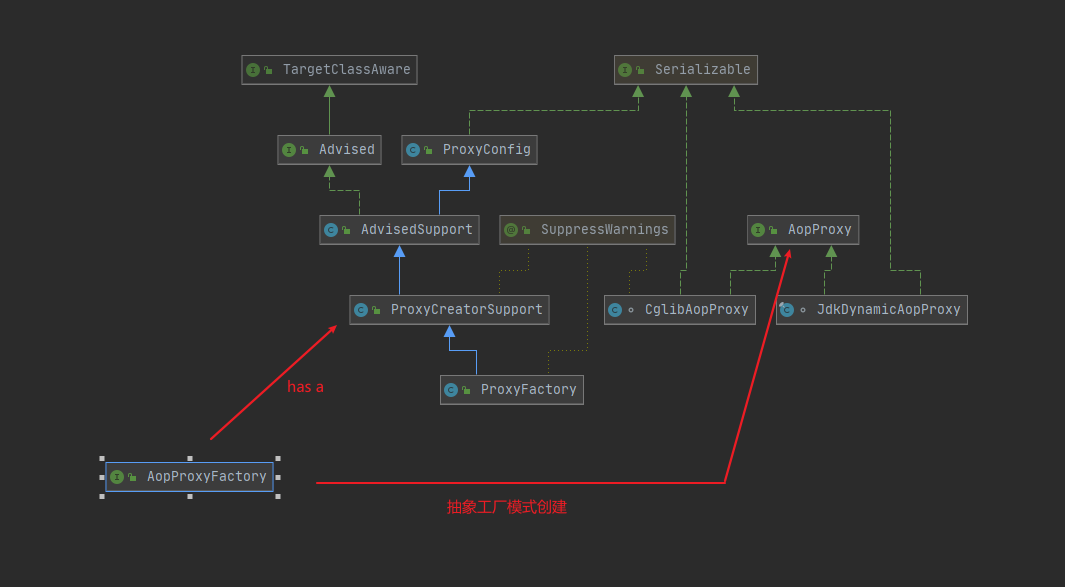 TargetClassAware
Serializable
Advised
ProxyConfig
AdvisedSupport
SuppressWarnings
AopProxy
ProxyCreatorSupport
CglibAopProxy
JdkDynamicAopProxy
has a
ProxyFactory
AopProxyFactory
抽象工厂模式创建